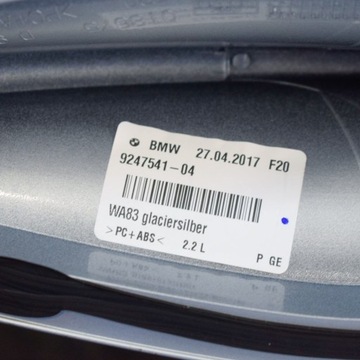 BMW 27.04.2017 F20
9247541-04
WA83 glaciersilber
>PC+ABS< 2.2 L
P GE